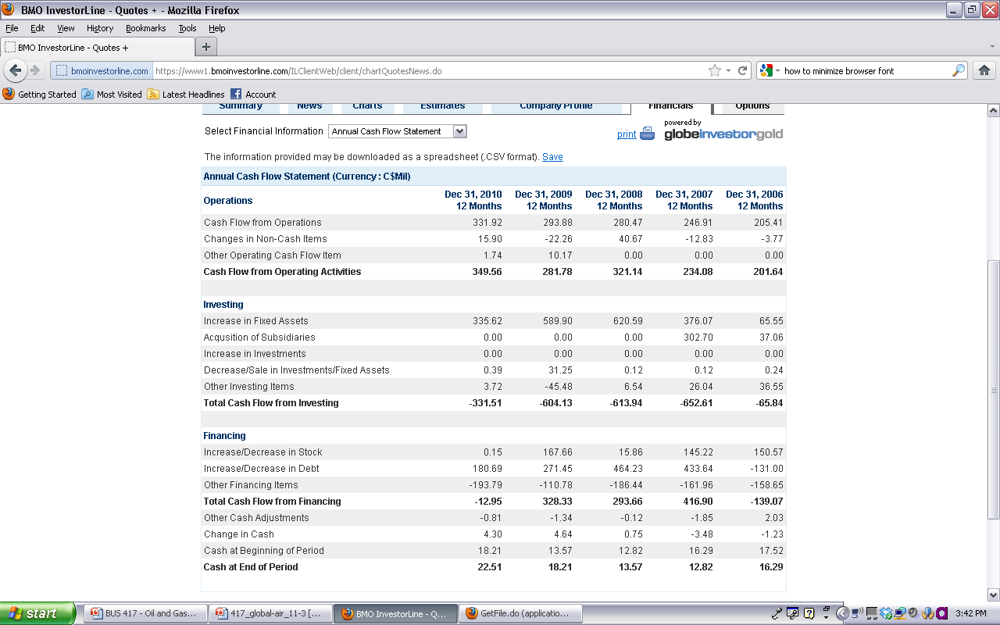 BMO InvestorLine - Quotes + - Mozilla Firefox
File Edit View History Bookmarks Tools Help
BMO InvestorLine - Quotes +
bmoinvestorline.com https://www1.bmoinvestorline.com/ILClientWeb/client/chartQuotesNews.do how to minimize browser font
Getting Started Most Visited Latest Headlines Account
Summary News Charts Estimates Company Profile Financials Options
Select Financial Information Annual Cash Flow Statement print powered by
globeinvestorgold
The information provided may be downloaded as a spreadsheet (.CSV format). Save
Annual Cash Flow Statement (Currency : C$Mil)
Operations Dec 31, 2010 Dec 31, 2009 Dec 31, 2008 Dec 31, 2007 Dec 31, 2006
12 Months 12 Months 12 Months 12 Months 12 Months
Cash Flow from Operations 331.92 293.88 280.47 246.91 205.41
Changes in Non-Cash Items 15.90 -22.26 40.67 -12.83 -3.77
Other Operating Cash Flow Item 1.74 10.17 0.00 0.00 0.00
Cash Flow from Operating Activities 349.56 281.78 321.14 234.08 201.64
Investing
Increase in Fixed Assets 335.62 589.90 620.59 376.07 65.55
Acqusition of Subsidiaries 0.00 0.00 0.00 302.70 37.06
Increase in Investments 0.00 0.00 0.00 0.00 0.00
Decrease/Sale in Investments/Fixed Assets 0.39 31.25 0.12 0.12 0.24
Other Investing Items 3.72 -45.48 6.54 26.04 36.55
Total Cash Flow from Investing -331.51 -604.13 -613.94 -652.61 -65.84
Financing
Increase/Decrease in Stock 0.15 167.66 15.86 145.22 150.57
Increase/Decrease in Debt 180.69 271.45 464.23 433.64 -131.00
Other Financing Items -193.79 -110.78 -186.44 -161.96 -158.65
Total Cash Flow from Financing -12.95 328.33 293.66 416.90 -139.07
Other Cash Adjustments -0.81 -1.34 -0.12 -1.85 2.03
Change in Cash 4.30 4.64 0.75 -3.48 -1.23
Cash at Beginning of Period 18.21 13.57 12.82 16.29 17.52
Cash at End of Period 22.51 18.21 13.57 12.82 16.29
start BUS 417 - Oil and Gas... 417_global-air_11-3 [... BMO InvestorLine - Q... GetFile.do (applicatio... 3:42 PM